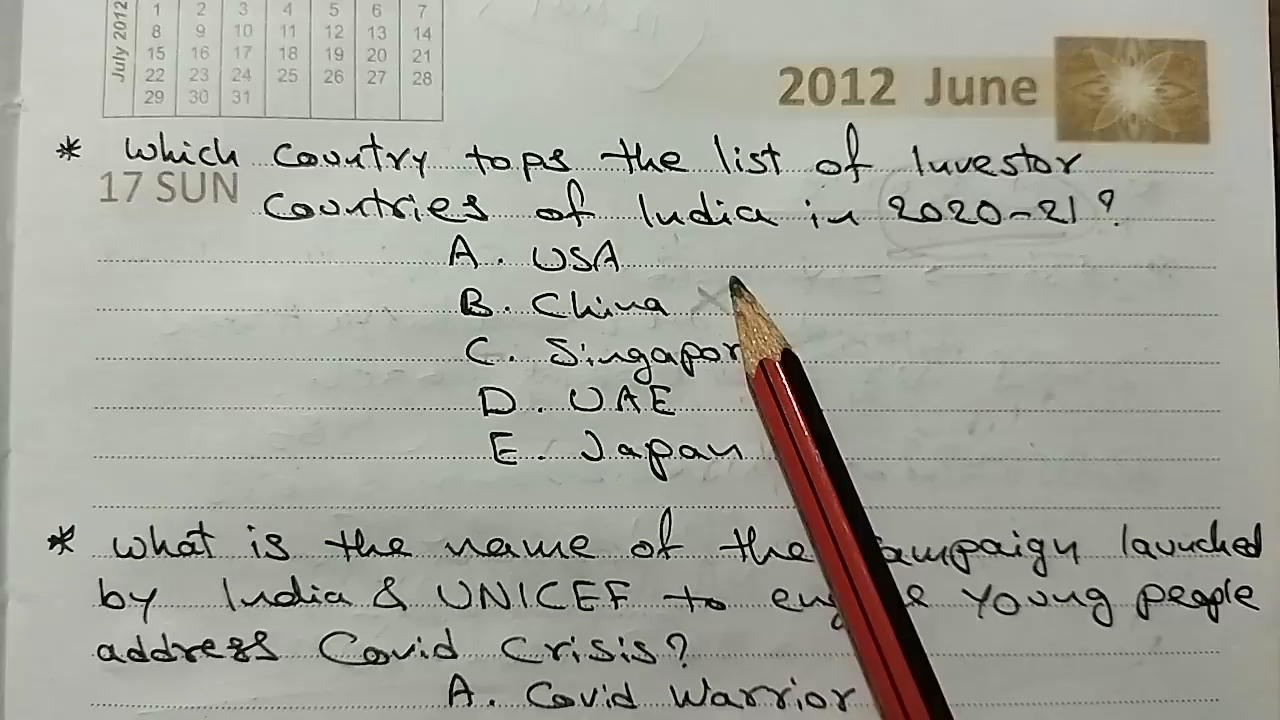 July 2012
1 2 3 4 5 6 7
8 9 10 11 12 13 14
15 16 17 18 19 20 21
22 23 24 25 26 27 28
29 30 31
2012 June
* Which Country tops the list of Investor
17 SUN
Countries of India in 2020-21?
A. USA
B. China x
C. Singapor
D. UAE
E. Japan
* What is the name of the ampaign launched
by India & UNICEF to young people
address Covid Crisis?
A. Covid Warrior